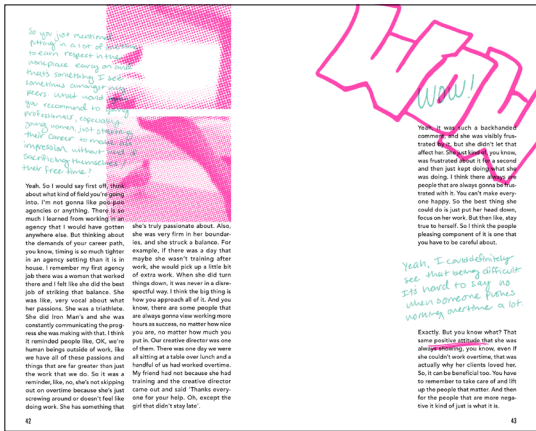 So you just mentioned
putting in a lot of
to earn respect in the
workplace early on and
that's something I see
sometimes amongst my
peers. What would
you recommend to young
professionals, especially
young women, just starting
their career to make an
impression without kind of
sacrificing themselves/
their free time?
Yeah. So I would say first off, think
about what kind of field you're going
into. I'm not gonna like poo-poo
agencies or anything. There is so
much I learned from working in an
agency that I would have gotten
anywhere else. But thinking about
the demands of your career path,
you know, timing is so much tighter
in an agency setting than it is in
house. I remember my first agency
job there was a woman that worked
there and I felt like she did the best
job of striking that balance. She
was like, very vocal about what
her passions. She was a triathlete.
She did Iron Man's and she was
constantly communicating the prog-
ress she was making with that. I think
it reminded people like, OK, we're
human beings outside of work, like
we have all of these passions and
things that are far greater than just
the work that we do. So it was a
reminder, like, no, she's not skipping
out on overtime because she's just
screwing around or doesn't feel like
doing work. She has something that
she's truly passionate about. Also,
she was very firm in her boundar-
ies, and she struck a balance. For
example, if there was a day that
maybe she wasn't training after
work, she would pick up a little bit
of extra work. When she did turn
things down, it was never in a disre-
spectful way. I think the big thing is
how you approach all of it. And you
know, there are some people that
are always gonna view working more
hours as success, no matter how nice
you are, no matter how much you
put in. Our creative director was one
of them. There was one day we were
all sitting at a table over lunch and a
handful of us had worked overtime.
My friend had not because she had
training and the creative director
came out and said 'Thanks every-
one for your help. Oh, except the
girl that didn't stay late'.
42
Wow!
Yeah, it was such a backhanded
comment, and she was visibly frus-
trated by it, but she didn't let that
affect her. She just kind of, you know,
was frustrated about it for a second
and then just kept doing what she
was doing. I think there always are
people that are always gonna be frus-
trated with it. You can't make every-
one happy. So the best thing she
could do is just put her head down,
focus on her work. But then like, stay
true to herself. So I think the people
pleasing component of it is one that
you have to be careful about.
Yeah, I could definitely
see that being difficult
It's hard to say no
when someone pushes
working overtime a lot.
Exactly. But you know what? That
same positive attitude that she was
always showing, you know, even if
she couldn't work overtime, that was
actually why her clients loved her.
So, it can be beneficial too. You have
to remember to take care of and lift
up the people that matter. And then
for the people that are more nega-
tive it kind of just is what it is.
43